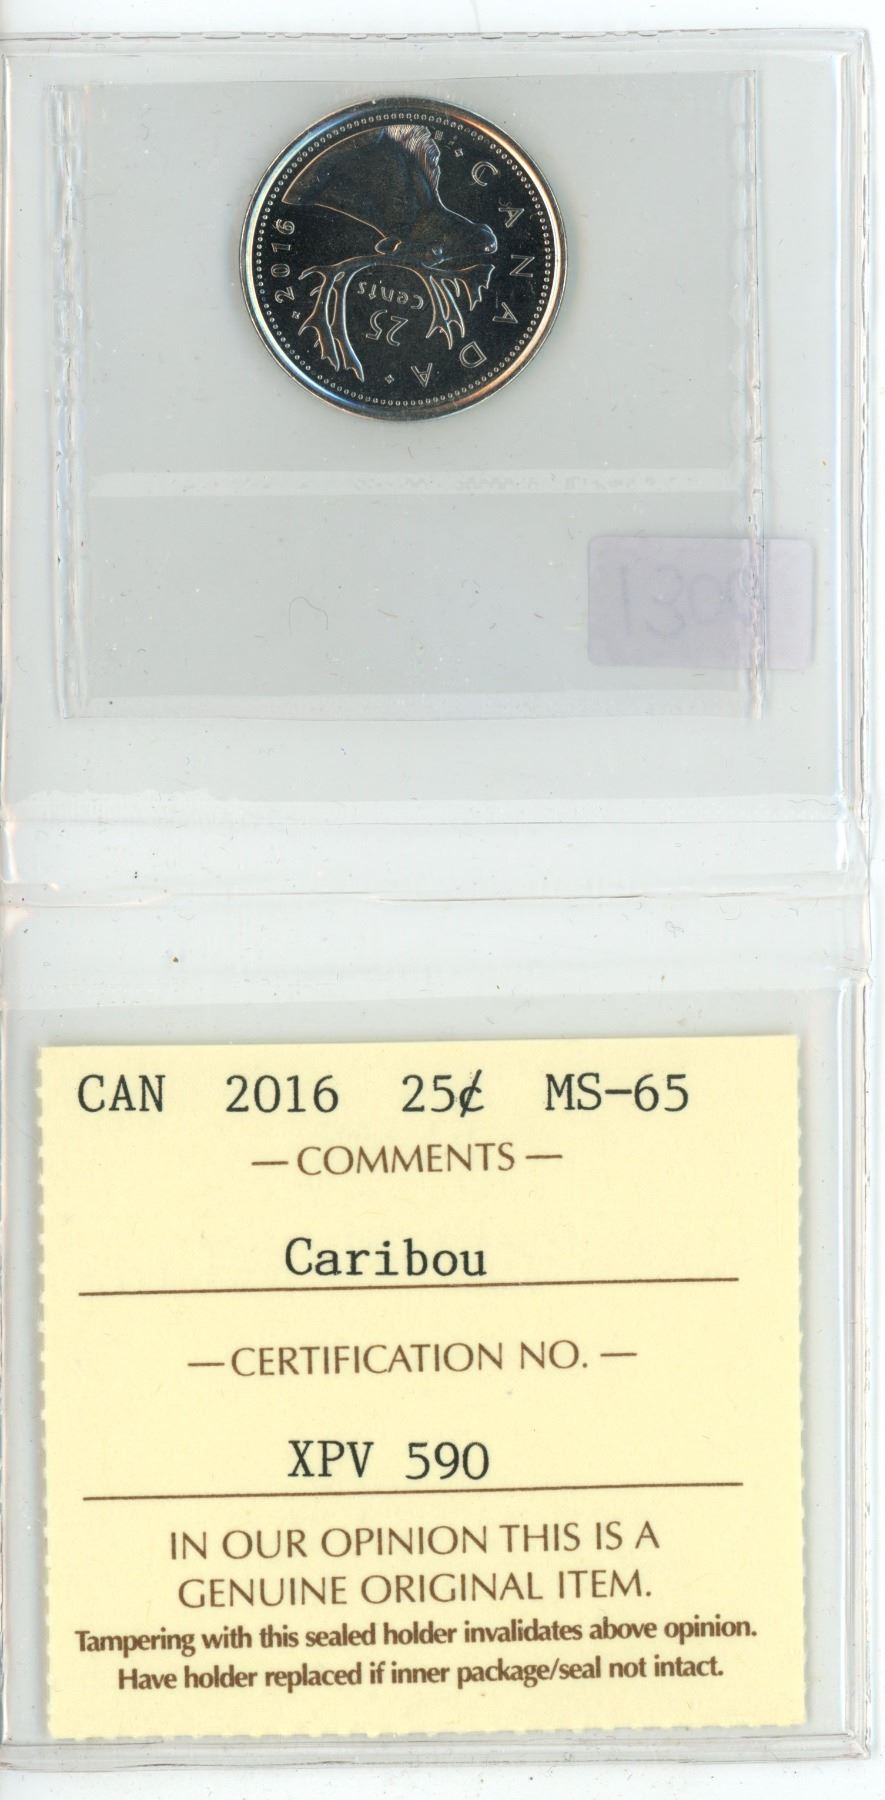 CANADA
2016
25
cents
1300
CAN 2016 25¢ MS-65
— COMMENTS —
Caribou
— CERTIFICATION NO. —
XPV 590
IN OUR OPINION THIS IS A
GENUINE ORIGINAL ITEM.
Tampering with this sealed holder invalidates above opinion.
Have holder replaced if inner package/seal not intact.